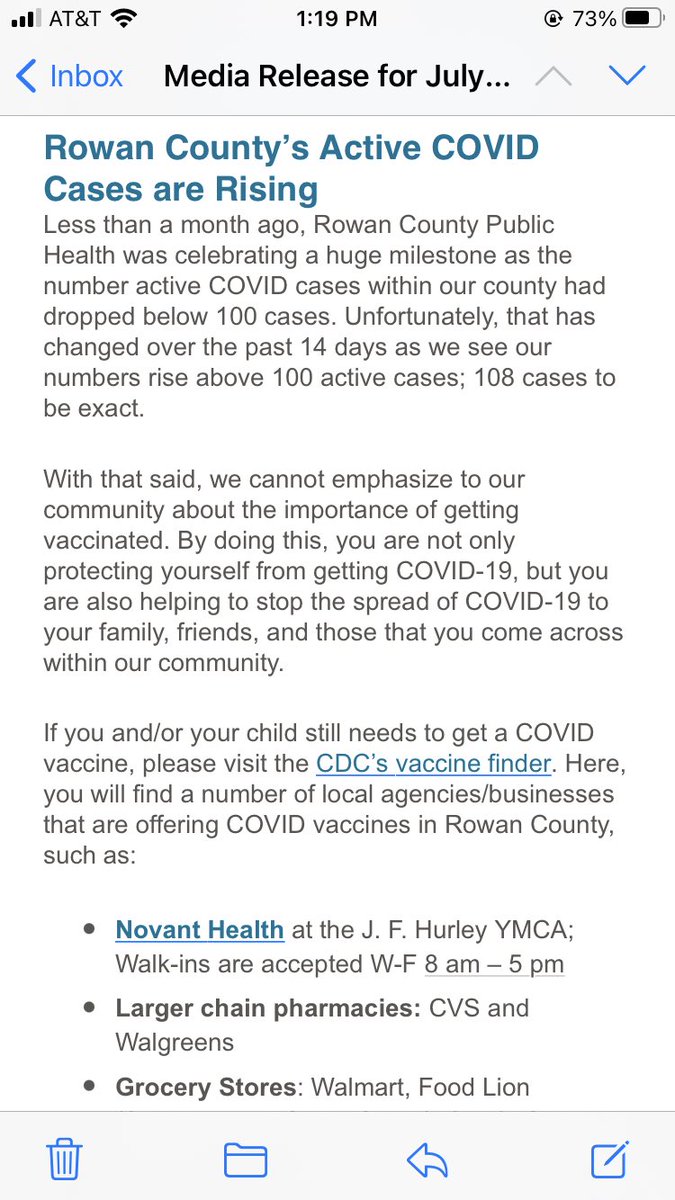 AT&T 1:19 PM 73%
Inbox Media Release for July...
Rowan County’s Active COVID
Cases are Rising
Less than a month ago, Rowan County Public
Health was celebrating a huge milestone as the
number active COVID cases within our county had
dropped below 100 cases. Unfortunately, that has
changed over the past 14 days as we see our
numbers rise above 100 active cases; 108 cases to
be exact.
With that said, we cannot emphasize to our
community about the importance of getting
vaccinated. By doing this, you are not only
protecting yourself from getting COVID-19, but you
are also helping to stop the spread of COVID-19 to
your family, friends, and those that you come across
within our community.
If you and/or your child still needs to get a COVID
vaccine, please visit the CDC’s vaccine finder. Here,
you will find a number of local agencies/businesses
that are offering COVID vaccines in Rowan County,
such as:
• Novant Health at the J. F. Hurley YMCA;
Walk-ins are accepted W-F 8 am – 5 pm
• Larger chain pharmacies: CVS and
Walgreens
• Grocery Stores: Walmart, Food Lion